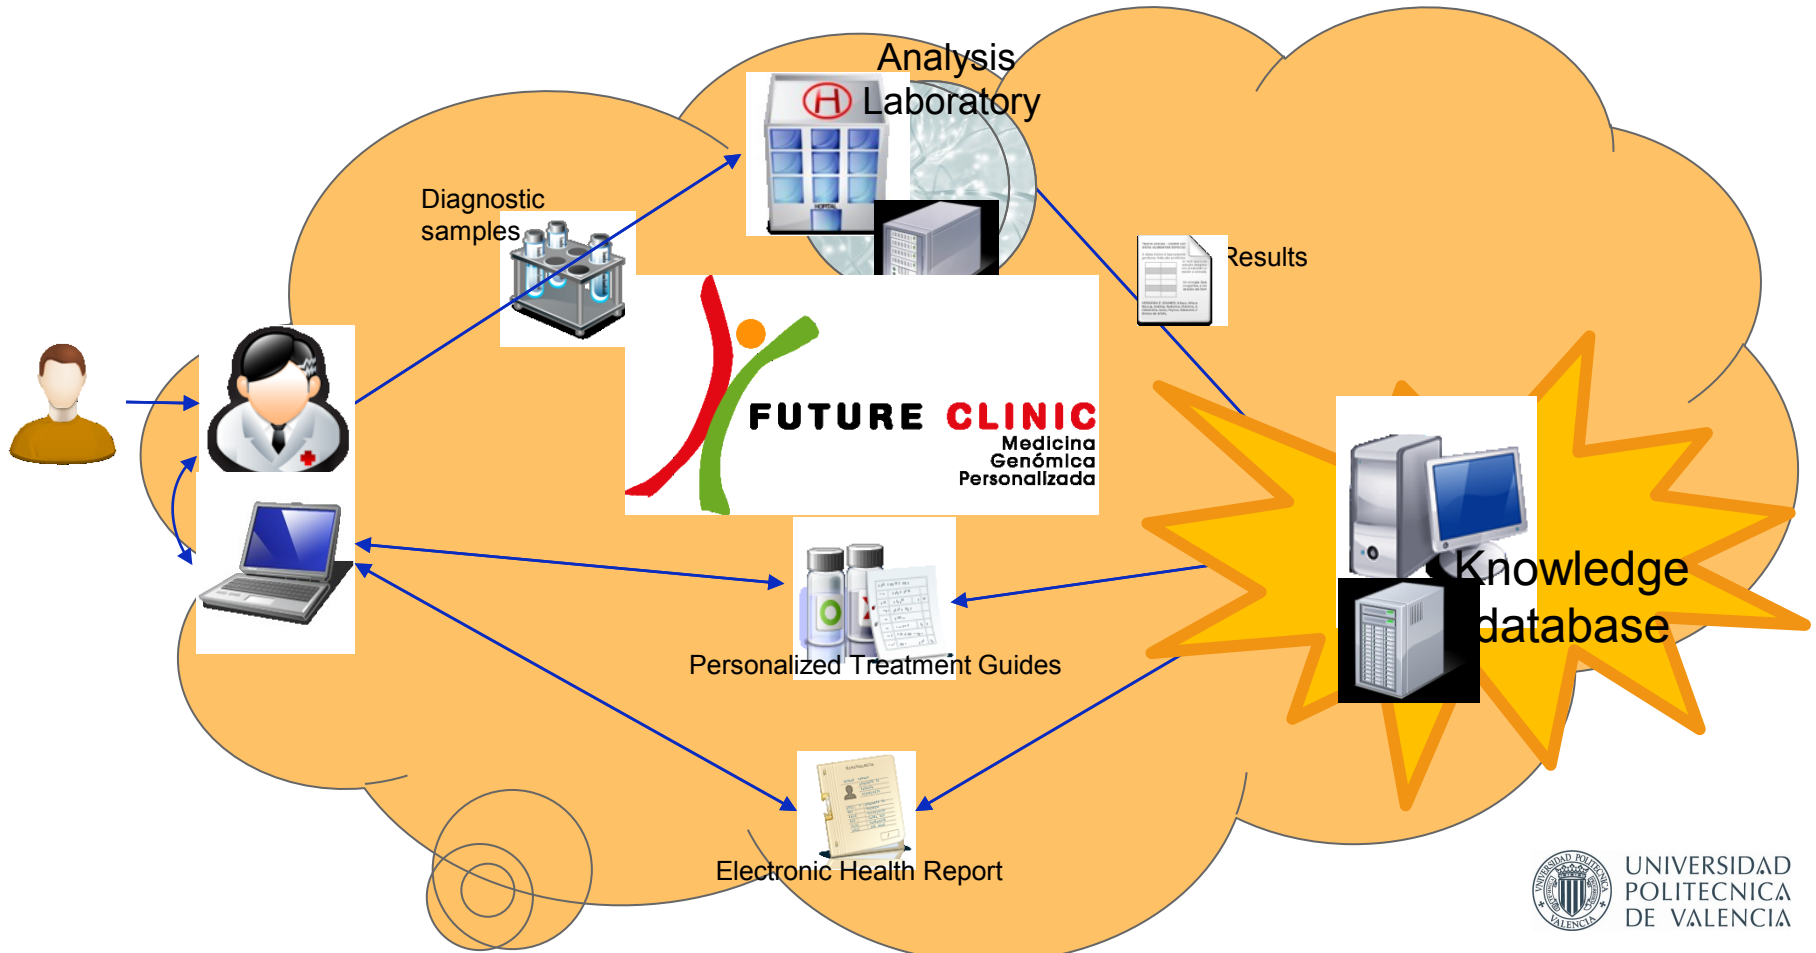 Analysis
Laboratory
Diagnostic
samples
Results
FUTURE CLINIC
Medicina
Genómica
Personalizada
Knowledge
database
Personalized Treatment Guides
Electronic Health Report
UNIVERSIDAD
POLITECNICA
DE VALENCIA